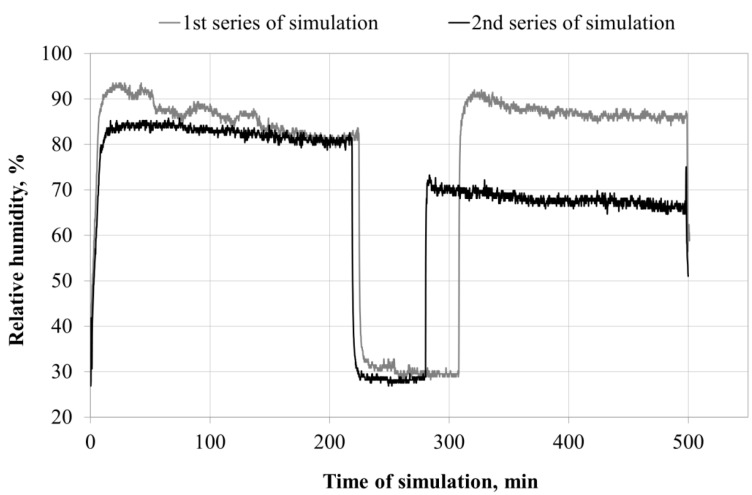 1st series of simulation 2nd series of simulation
100
90
80
70
60
50
40
30
20
0 100 200 300 400 500
Relative humidity, %
Time of simulation, min